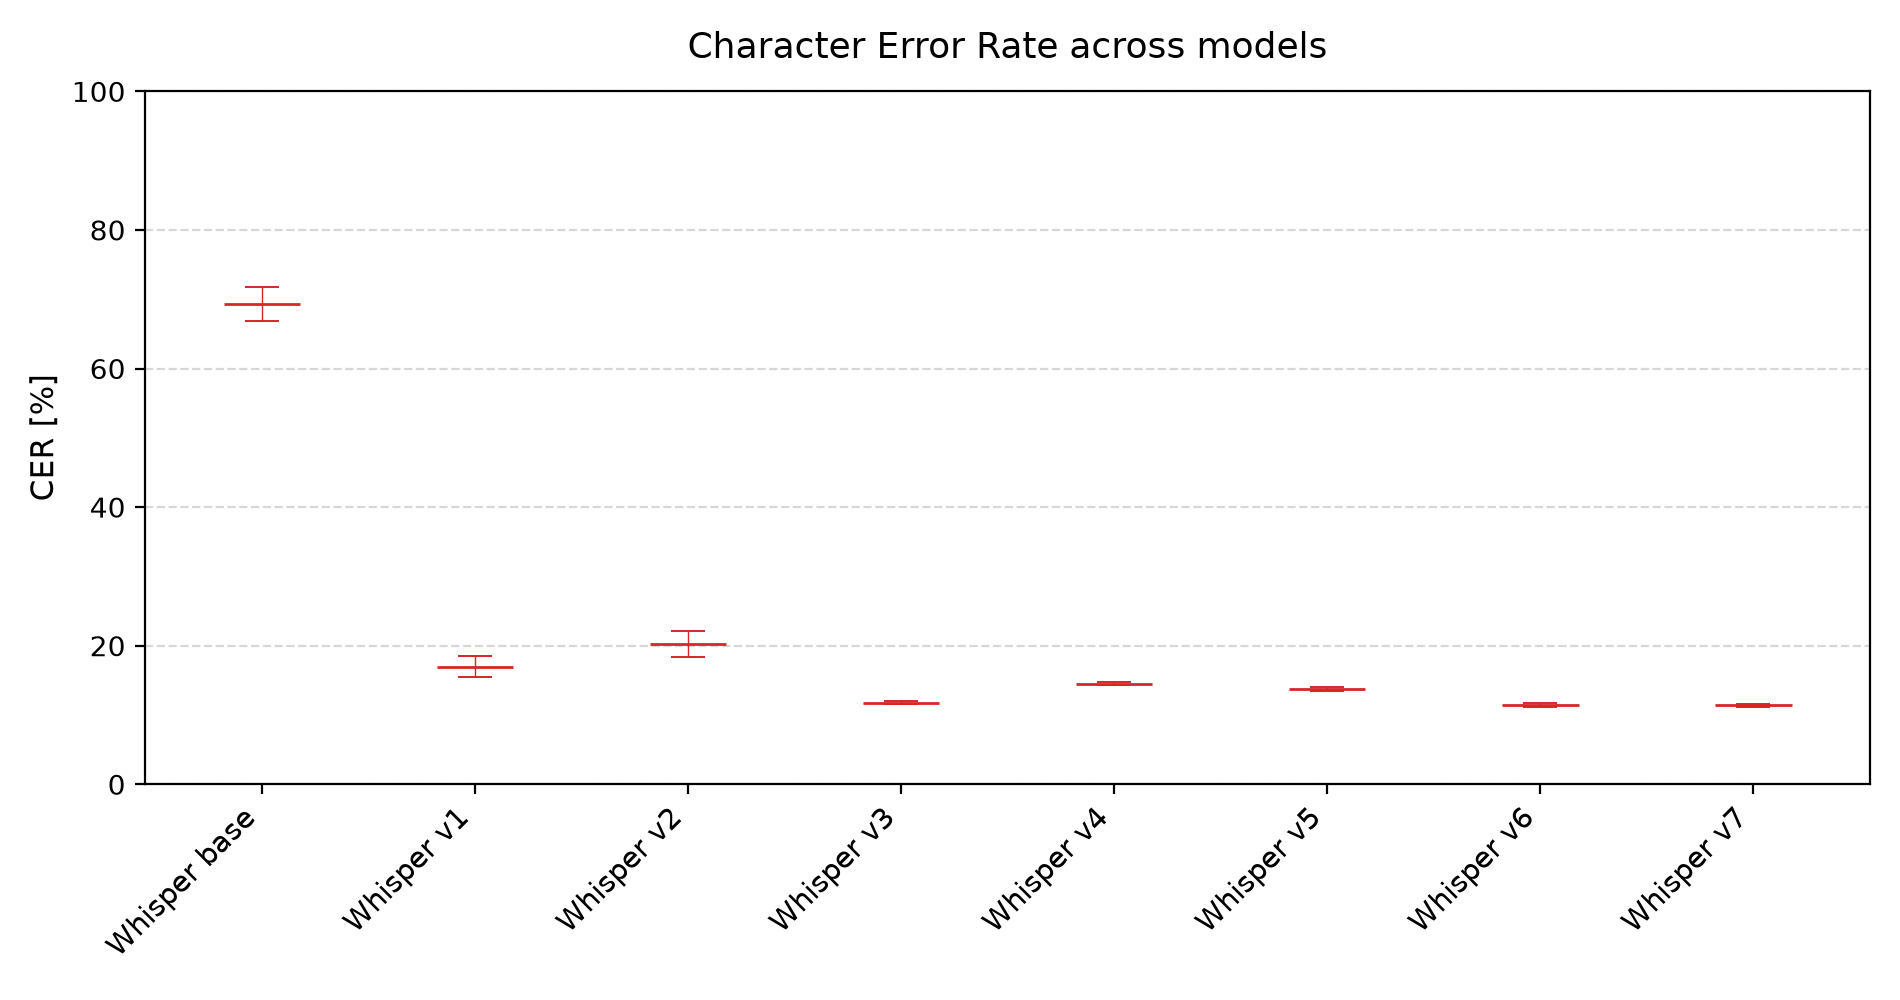 Character Error Rate across models
CER [%]
100
80
60
40
20
0
Whisper base
Whisper v1
Whisper v2
Whisper v3
Whisper v4
Whisper v5
Whisper v6
Whisper v7